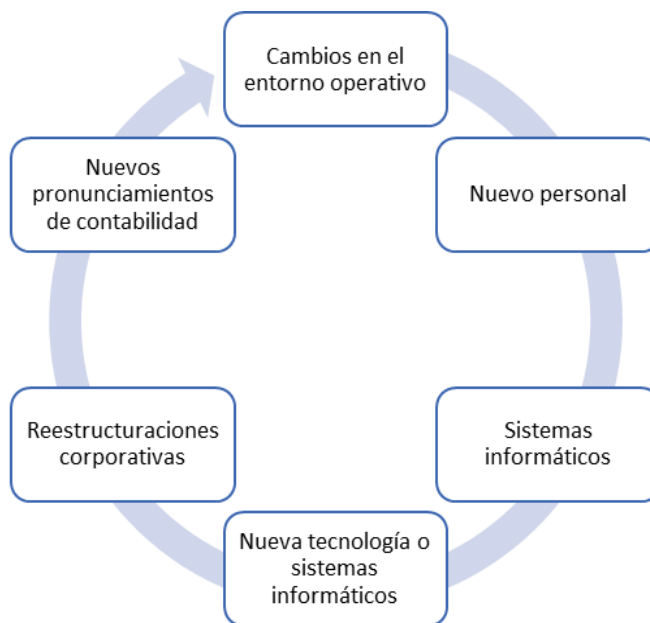 Cambios en el
entorno operativo
Nuevo personal
Sistemas
informáticos
Nueva tecnología o
sistemas
informáticos
Reestructuraciones
corporativas
Nuevos
pronunciamientos
de contabilidad